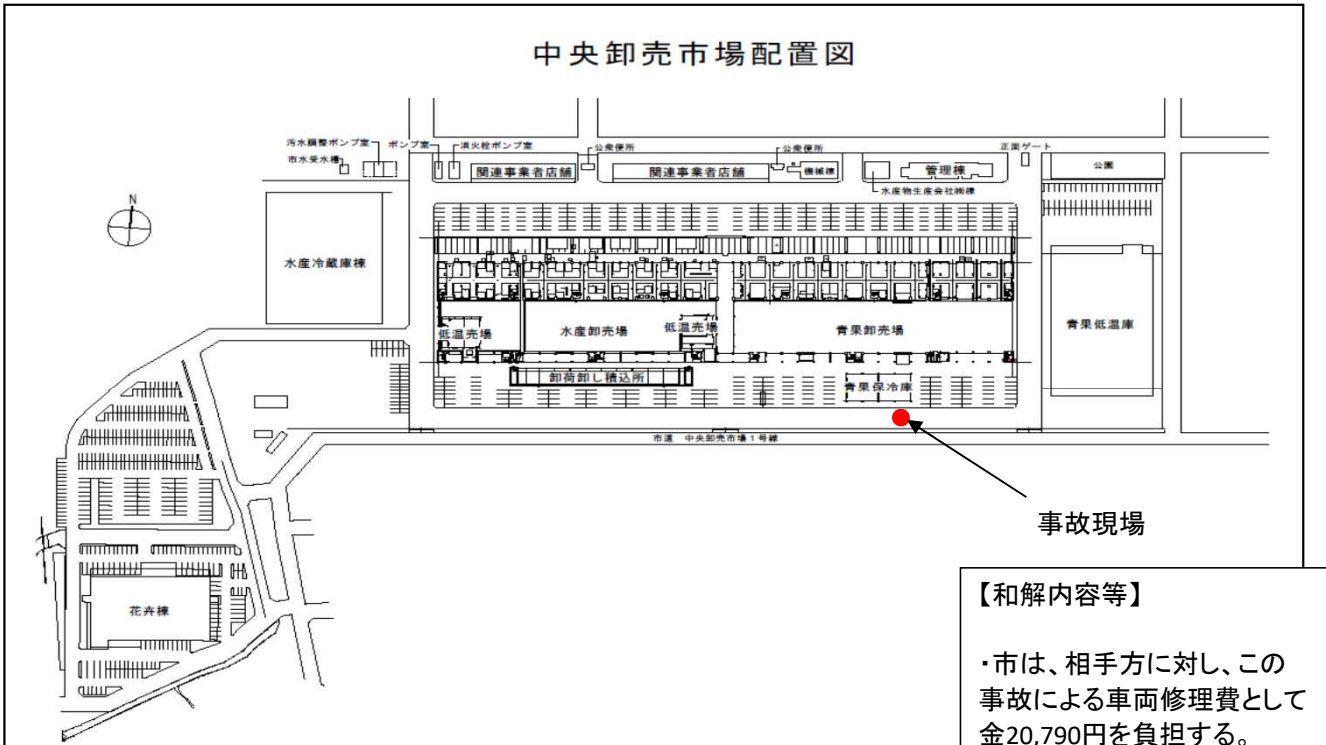 中央卸売市場配置図
汚水調整ポンプ室
ポンプ室
消火栓ポンプ室
公衆便所
公衆便所
正面ゲート
市水受水槽
関連事業者店舗
関連事業者店舗
機械棟
管理棟
公園
水産物生産会社㈱棟
N
水産冷蔵庫棟
低温売場
水産卸売場
低温売場
青果卸売場
青果低温庫
卸荷卸し積込所
青果保冷庫
市道 中央卸売市場1号線
事故現場
花卉棟
【和解内容等】
・市は、相手方に対し、この
事故による車両修理費として
金20,790円を負担する。